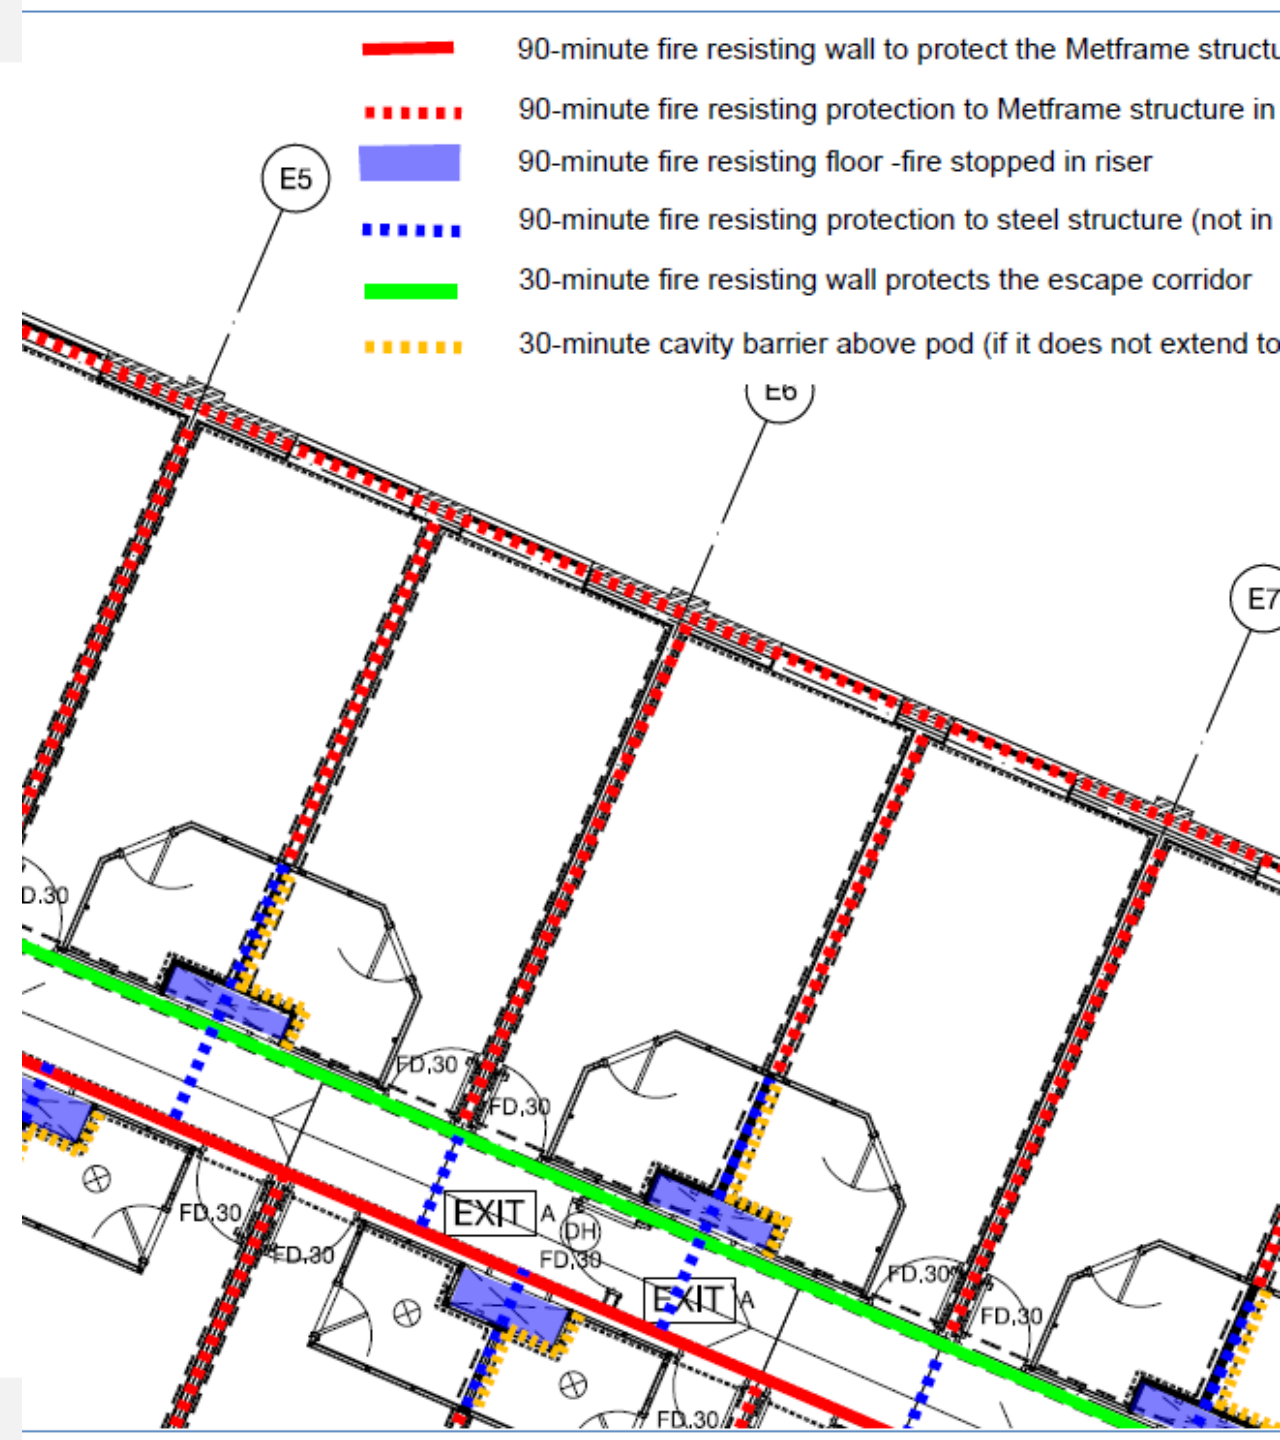 90-minute fire resisting wall to protect the Metframe
90-minute fire resisting protection to Metframe structure in
90-minute fire resisting floor -fire stopped in riser
E5
90-minute fire resisting protection to steel structure (not in
30-minute fire resisting wall protects the escape corridor
30-minute cavity barrier above pod (if it does not extend to
E6
E7
D.30
FD.30
FD.30
FD.30
EXIT A
DH
FD.30
FD.30
FD.30
EXIT A
FD.30
FD.30